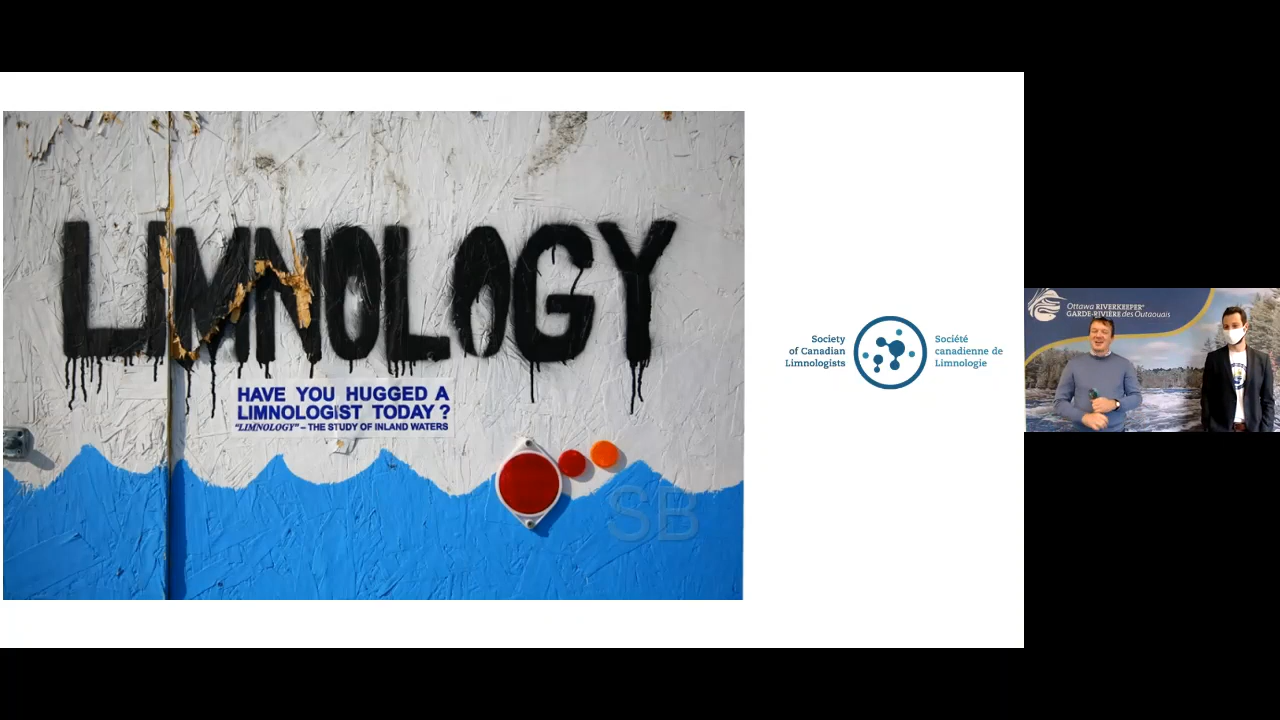 LIMNOLOGY
HAVE YOU HUGGED A
LIMNOLOGIST TODAY ?
"LIMNOLOGY" – THE STUDY OF INLAND WATERS
SB
Society
of Canadian
Limnologists
Société
canadienne de
Limnologie
Ottawa RIVERKEEPER®
GARDE-RIVIÈRE des Outaouais